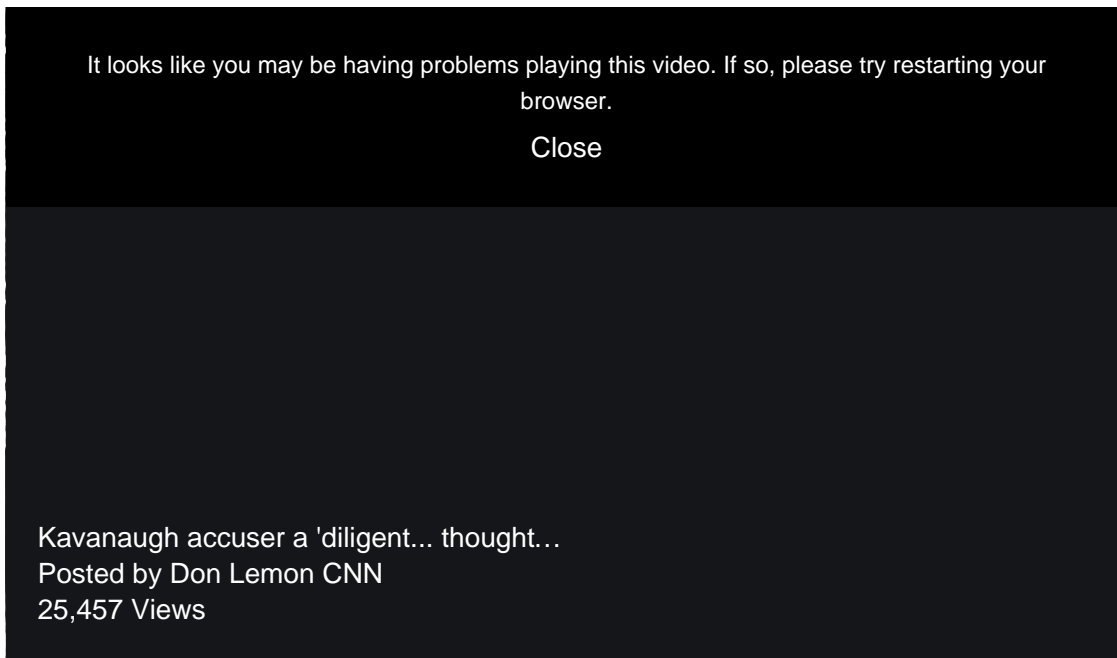 It looks like you may be having problems playing this video. If so, please try restarting your
browser.
Close
Kavanaugh accuser a 'diligent... thought…
Posted by Don Lemon CNN
25,457 Views